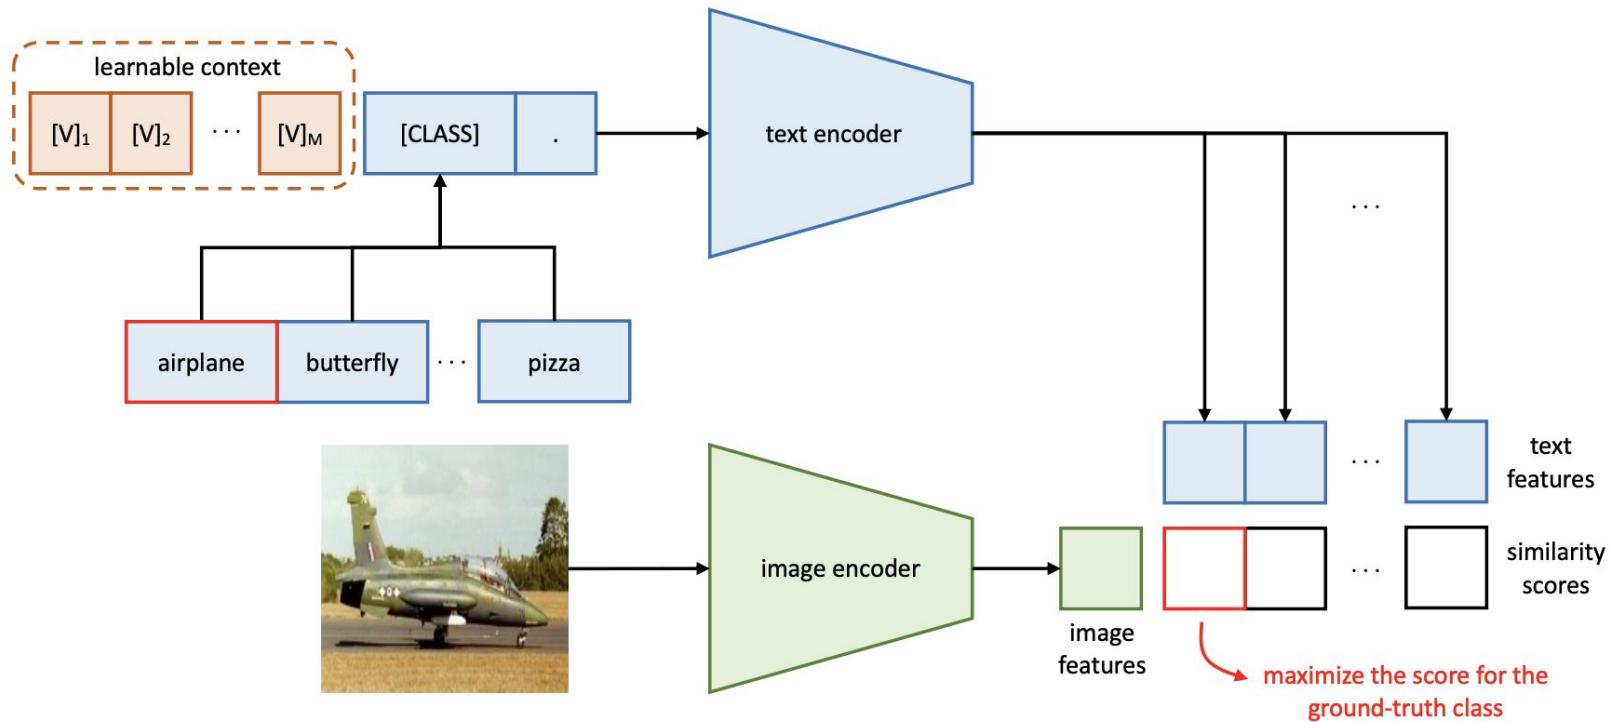 learnable context
[V]₁ [V]₂ ··· [V]M [CLASS] .
text encoder
···
airplane butterfly ··· pizza
··· text
features
image encoder
··· similarity
scores
image
features
maximize the score for the
ground-truth class